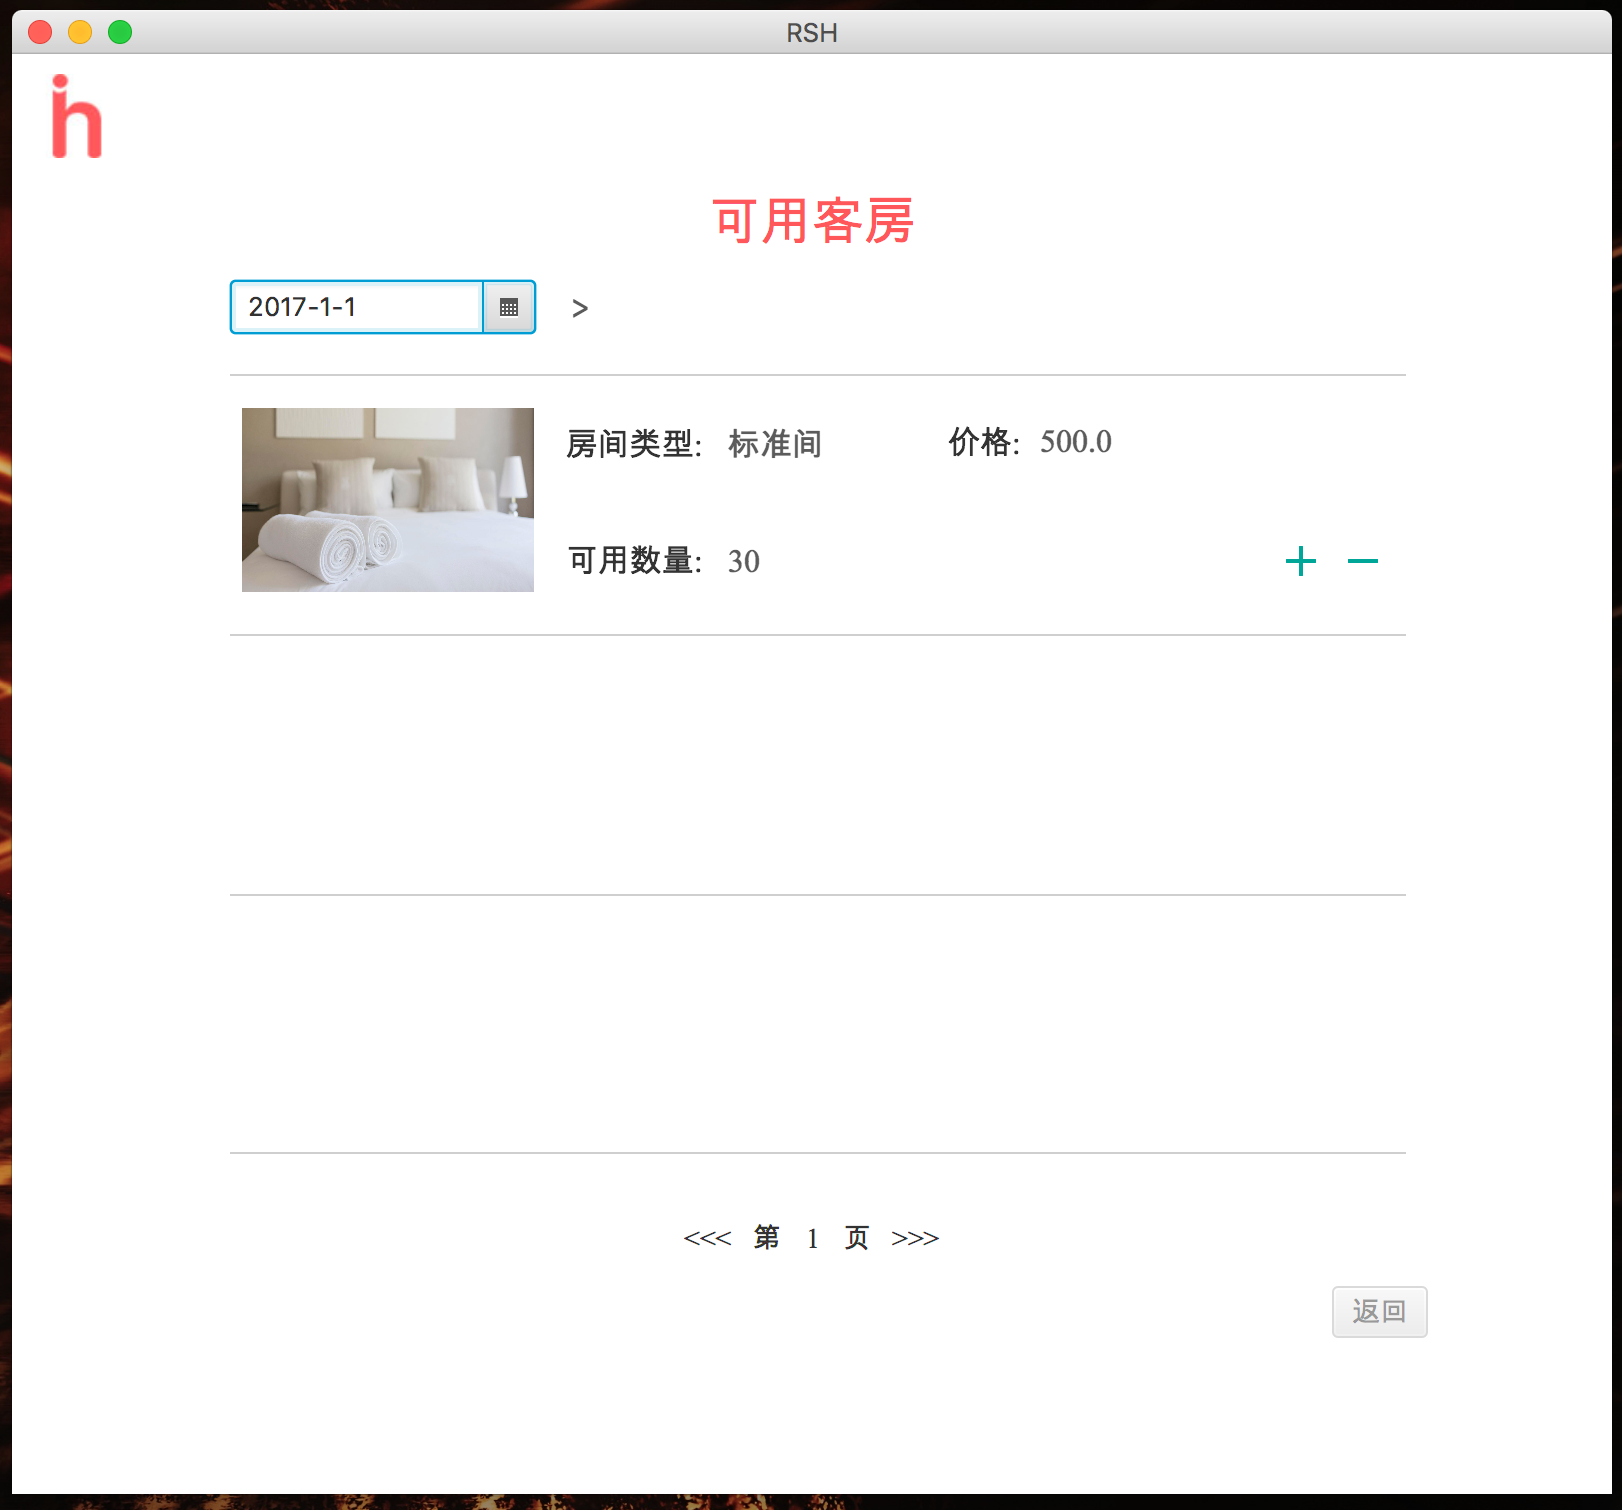 RSH
ih
可用客房
2017-1-1 >
房间类型: 标准间 价格: 500.0
可用数量: 30 + −
<<< 第 1 页 >>>
返回